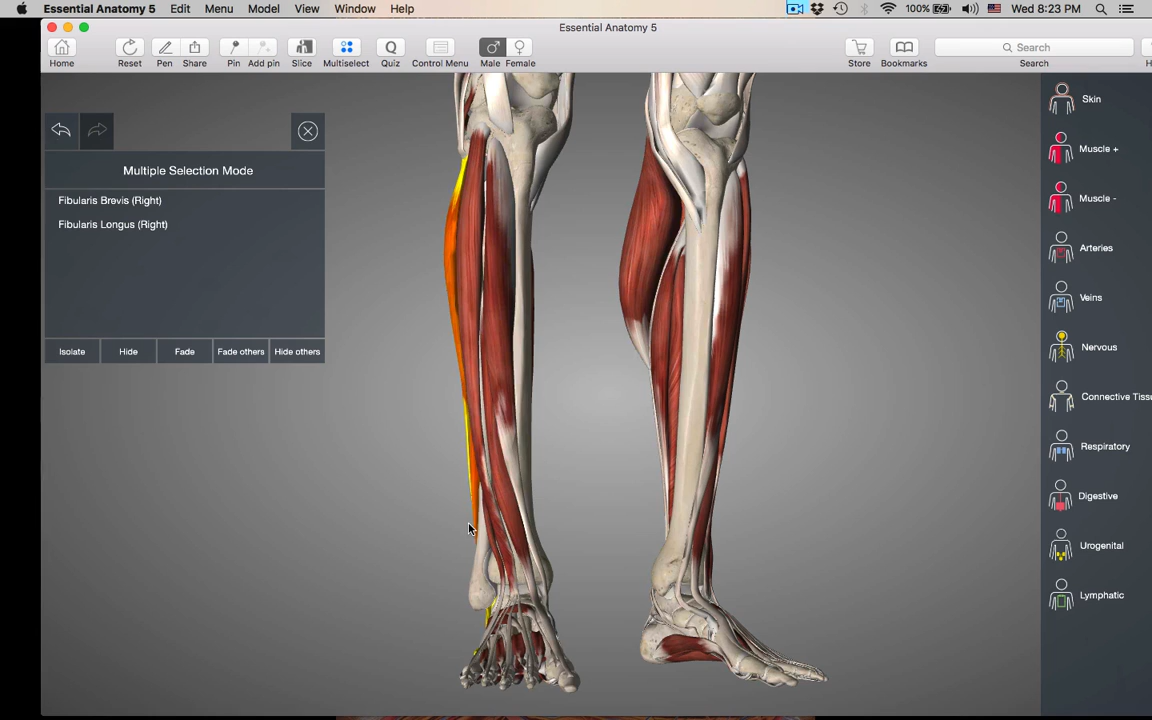 Essential Anatomy 5 Edit Menu Model View Window Help 100% Wed 8:23 PM
Essential Anatomy 5
Home Reset Pen Share Pin Add pin Slice Multiselect Q Quiz Control Menu Male Female Store Bookmarks Search Search
Multiple Selection Mode
Fibularis Brevis (Right)
Fibularis Longus (Right)
Isolate Hide Fade Fade others Hide others
Skin
Muscle +
Muscle -
Arteries
Veins
Nervous
Connective Tiss
Respiratory
Digestive
Urogenital
Lymphatic